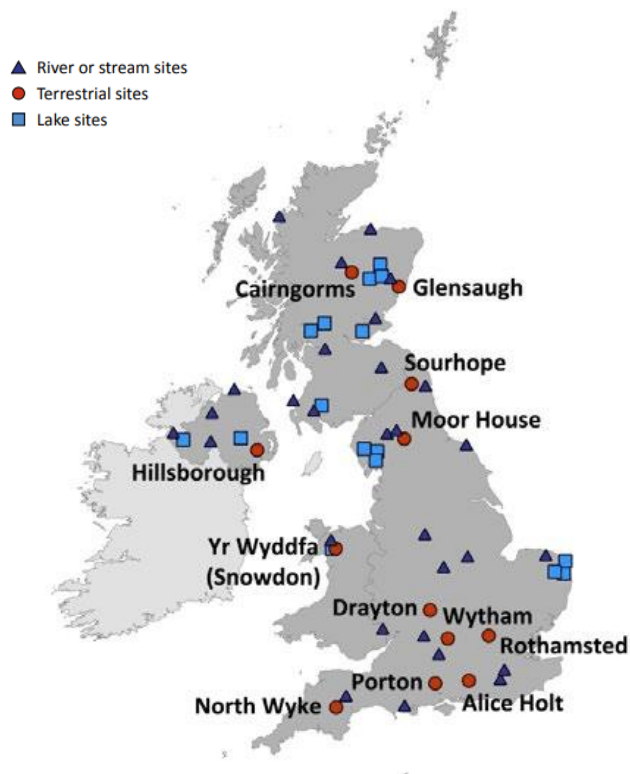 River or stream sites
Terrestrial sites
Lake sites
Cairngorms
Glensaugh
Sourhope
Moor House
Hillsborough
Yr Wyddfa
(Snowdon)
Drayton
Wytham
Rothamsted
Porton
Alice Holt
North Wyke